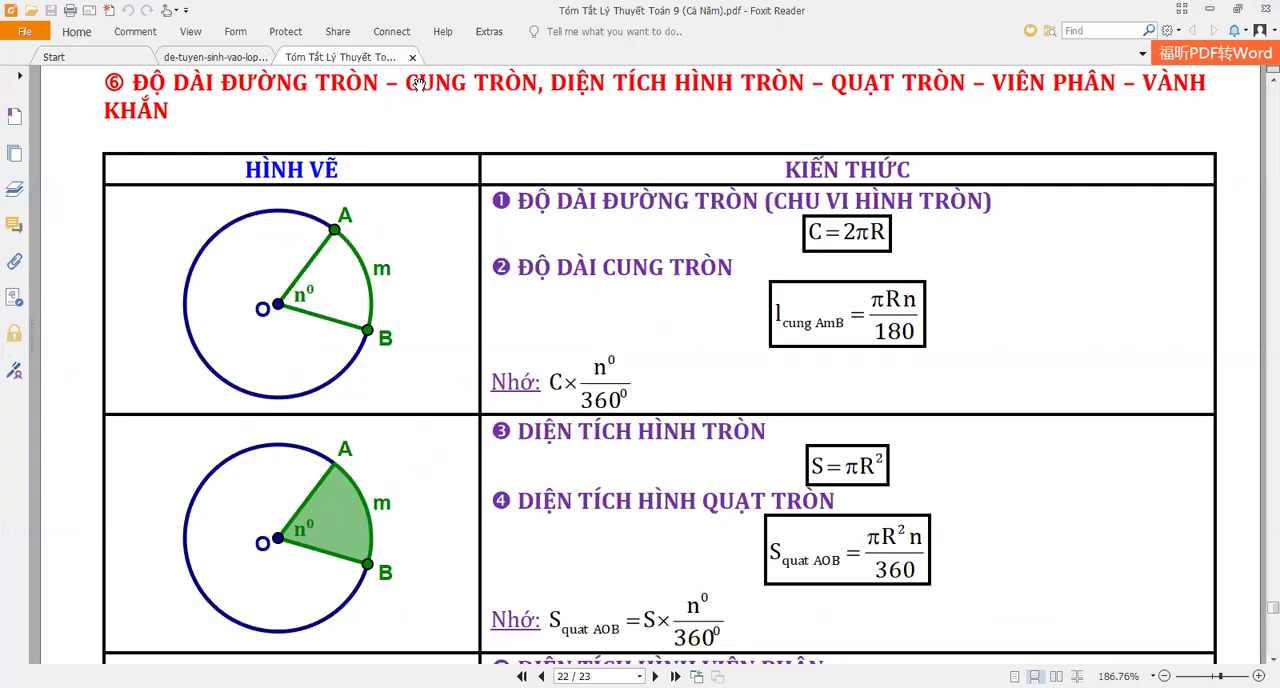 Tóm Tắt Lý Thuyết Toán 9 (Cả Năm).pdf - Foxit Reader
File Home Comment View Form Protect Share Connect Help Extras Tell me what you want to do.. Find
Start de-tuyen-sinh-vao-lop... Tóm Tắt Lý Thuyết To...
福昕PDF转Word
⑥ ĐỘ DÀI ĐƯỜNG TRÒN – CUNG TRÒN, DIỆN TÍCH HÌNH TRÒN – QUẠT TRÒN – VIÊN PHÂN – VÀNH
KHẮN
HÌNH VẼ KIẾN THỨC
A
m
O n⁰
B
❶ ĐỘ DÀI ĐƯỜNG TRÒN (CHU VI HÌNH TRÒN)
C = 2πR
❷ ĐỘ DÀI CUNG TRÒN
l cung AmB = πRn / 180
Nhớ: C × n⁰ / 360⁰
A
m
O n⁰
B
❸ DIỆN TÍCH HÌNH TRÒN
S = πR²
❹ DIỆN TÍCH HÌNH QUẠT TRÒN
S quat AOB = πR²n / 360
Nhớ: S quat AOB = S × n⁰ / 360⁰
22 / 23 186.76%